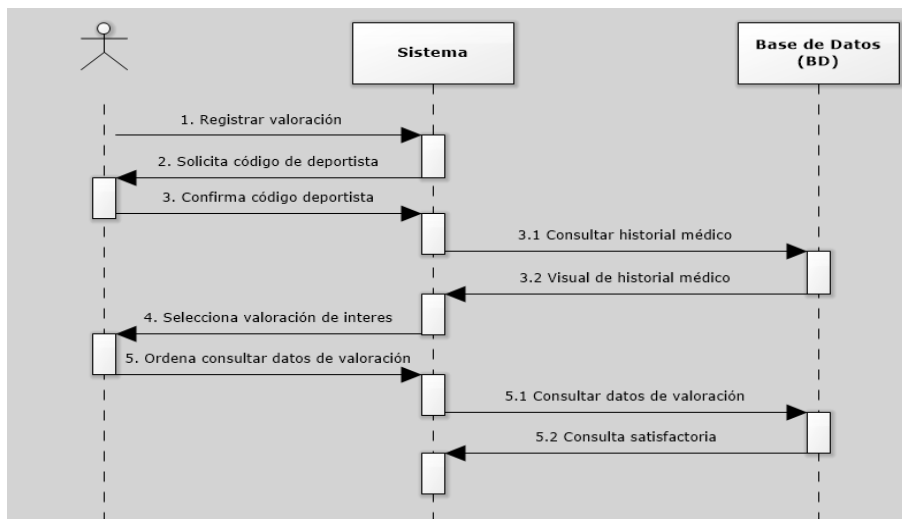 Sistema
Base de Datos
(BD)
1. Registrar valoración
2. Solicita código de deportista
3. Confirma código deportista
3.1 Consultar historial médico
3.2 Visual de historial médico
4. Selecciona valoración de interes
5. Ordena consultar datos de valoración
5.1 Consultar datos de valoración
5.2 Consulta satisfactoria